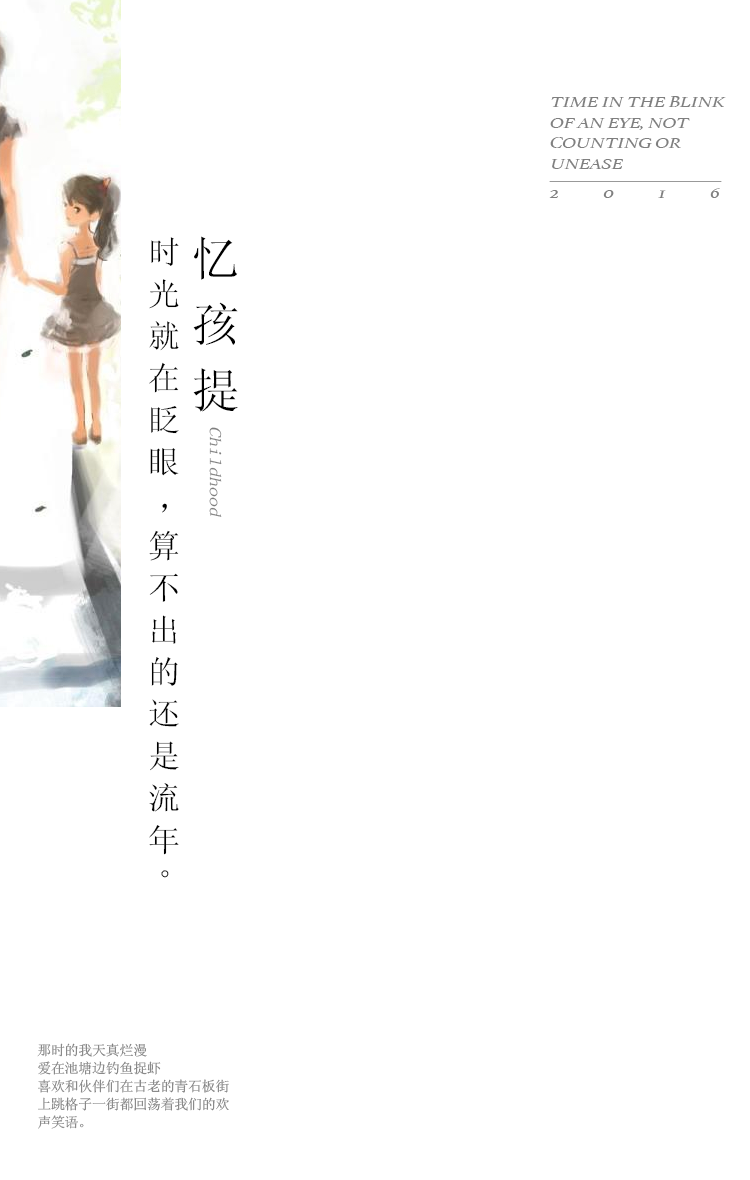 TIME IN THE BLINK
OF AN EYE, NOT
COUNTING OR
UNEASE
2 0 1 6
忆孩提
Childhood
时光就在眨眼，算不出的还是流年。
那时的我天真烂漫
爱在池塘边钓鱼捉虾
喜欢和伙伴们在古老的青石板街
上跳格子一街都回荡着我们的欢
声笑语。